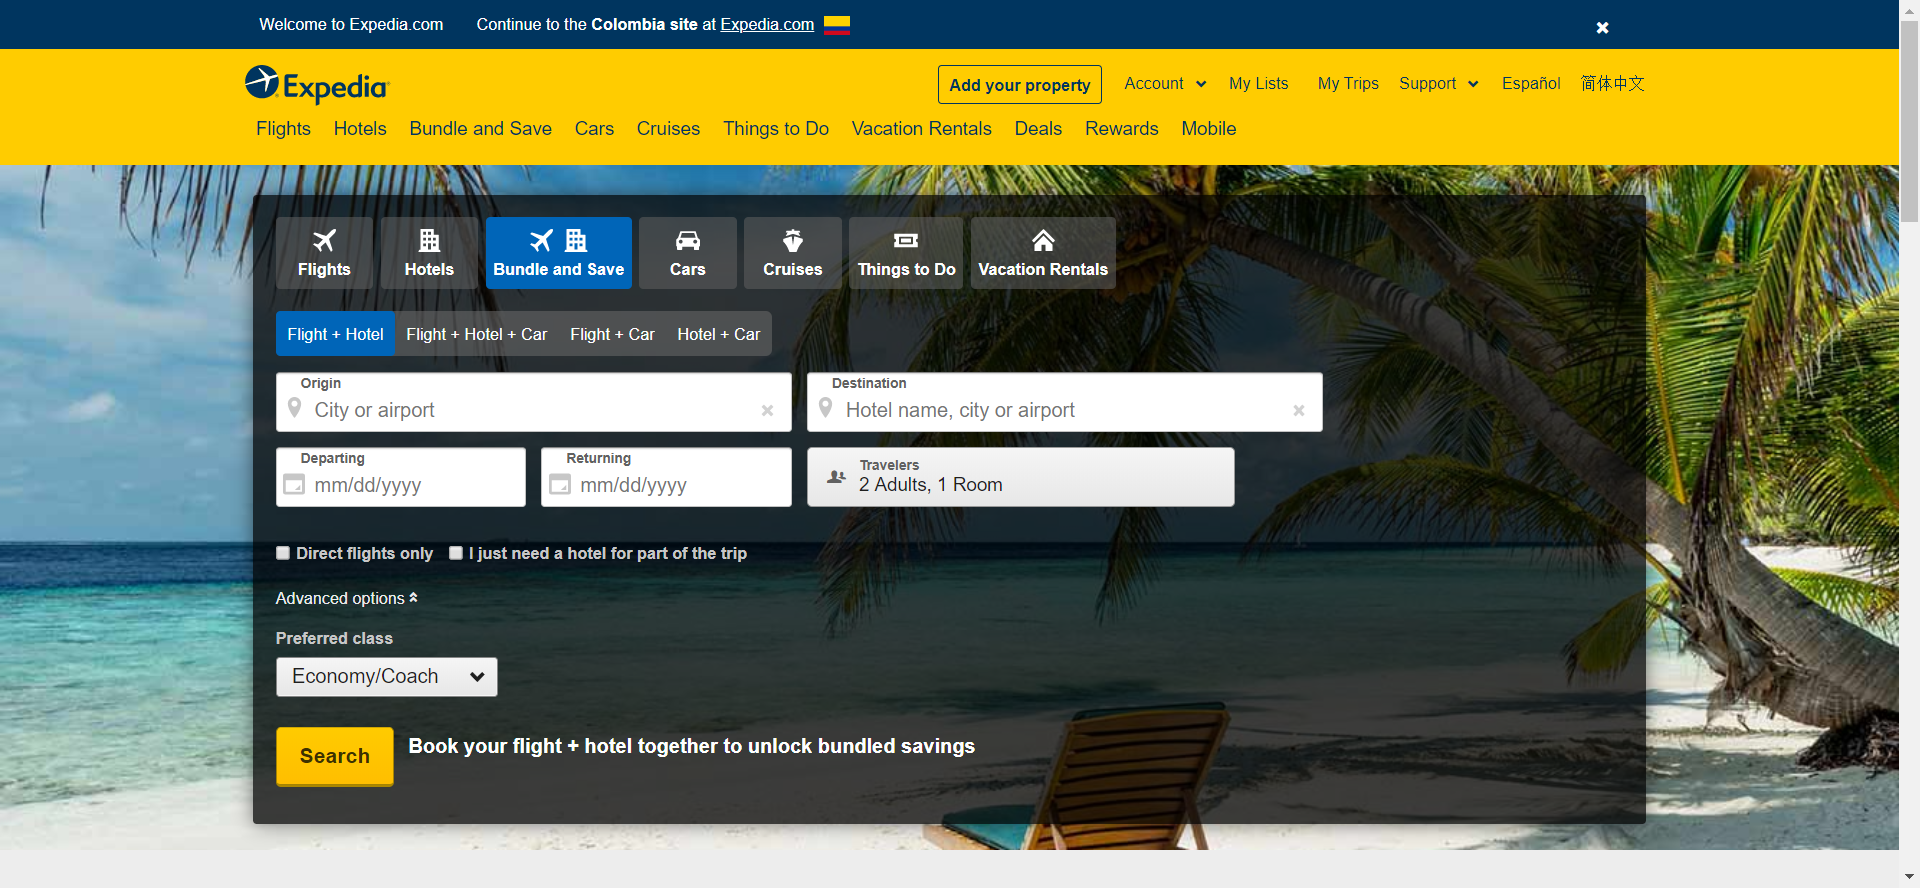 Welcome to Expedia.com Continue to the Colombia site at Expedia.com
Expedia
Add your property Account My Lists My Trips Support Español 简体中文
Flights Hotels Bundle and Save Cars Cruises Things to Do Vacation Rentals Deals Rewards Mobile
Flights Hotels Bundle and Save Cars Cruises Things to Do Vacation Rentals
Flight + Hotel Flight + Hotel + Car Flight + Car Hotel + Car
Origin Destination
City or airport Hotel name, city or airport
Departing Returning Travelers
mm/dd/yyyy mm/dd/yyyy 2 Adults, 1 Room
Direct flights only I just need a hotel for part of the trip
Advanced options
Preferred class
Economy/Coach
Search Book your flight + hotel together to unlock bundled savings